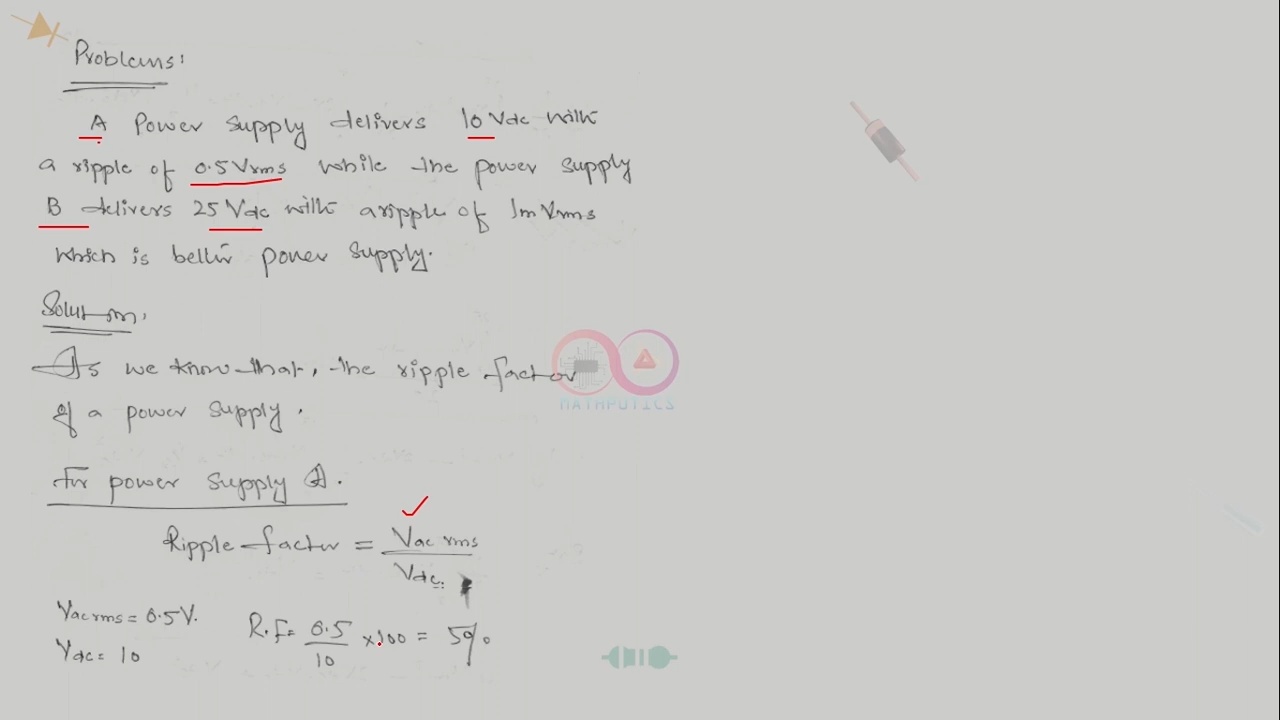 Problems:
A Power Supply delivers 10 Vdc with
a ripple of 0.5 Vrms while the power supply
B delivers 25 Vdc with a ripple of 1m Vrms
which is better power supply.
Solution:
As we know that, the ripple factor
of a power supply.
MATHPOTICS
For power supply A.
Ripple factor = Vac rms / Vdc.
Vac rms = 0.5V.
Vdc = 10
R.F = 0.5 / 10 x 100 = 5%